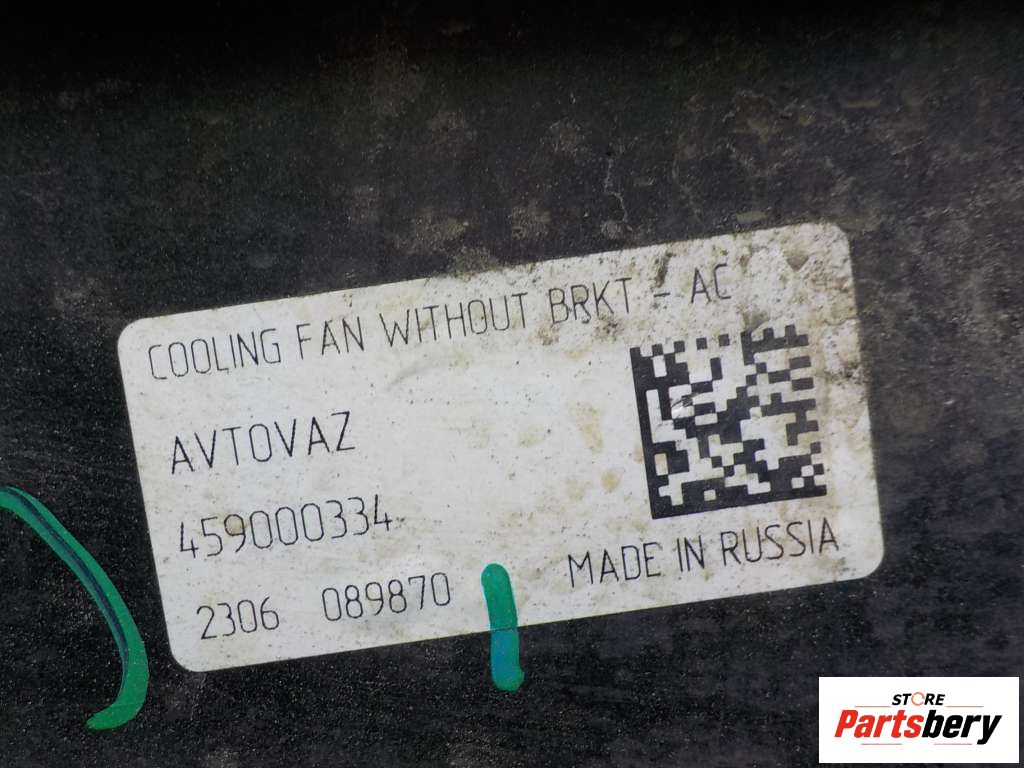 COOLING FAN WITHOUT BRKT - AC
AVTOVAZ
459000334
2306 089870
MADE IN RUSSIA
STORE
Partsbery